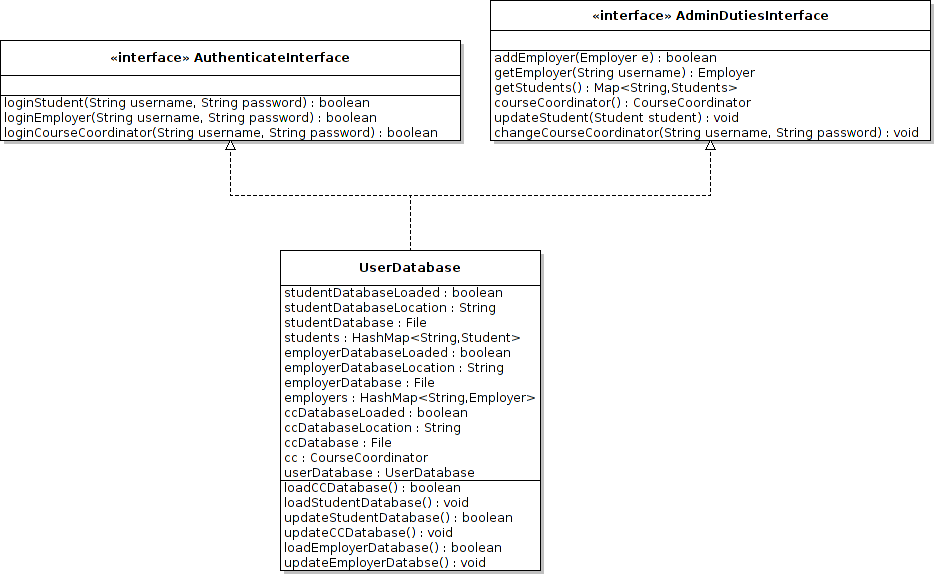 «interface» AdminDutiesInterface
addEmployer(Employer e) : boolean
getEmployer(String username) : Employer
getStudents() : Map<String,Students>
courseCoordinator() : CourseCoordinator
updateStudent(Student student) : void
changeCourseCoordinator(String username, String password) : void
«interface» AuthenticateInterface
loginStudent(String username, String password) : boolean
loginEmployer(String username, String password) : boolean
loginCourseCoordinator(String username, String password) : boolean
UserDatabase
studentDatabaseLoaded : boolean
studentDatabaseLocation : String
studentDatabase : File
students : HashMap<String,Student>
employerDatabaseLoaded : boolean
employerDatabaseLocation : String
employerDatabase : File
employers : HashMap<String,Employer>
ccDatabaseLoaded : boolean
ccDatabaseLocation : String
ccDatabase : File
cc : CourseCoordinator
userDatabase : UserDatabase
loadCCDatabase() : boolean
loadStudentDatabase() : void
updateStudentDatabase() : boolean
updateCCDatabase() : void
loadEmployerDatabase() : boolean
updateEmployerDatabse() : void